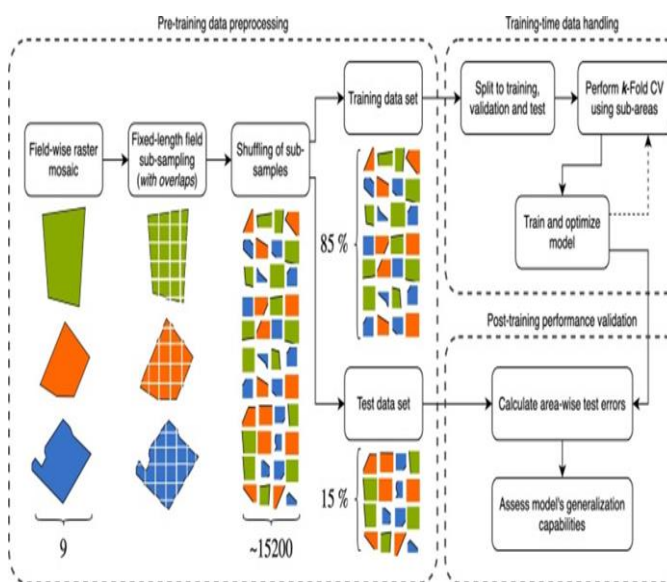 Pre-training data preprocessing
Training-time data handling
Field-wise raster
mosaic
Fixed-length field
sub-sampling
(with overlaps)
Shuffling of sub-
samples
Training data set
Split to training,
validation and test
Perform k-Fold CV
using sub-areas
85 %
Train and optimize
model
Post-training performance validation
Test data set
Calculate area-wise test errors
15 %
Assess model's generalization
capabilities
9
~15200